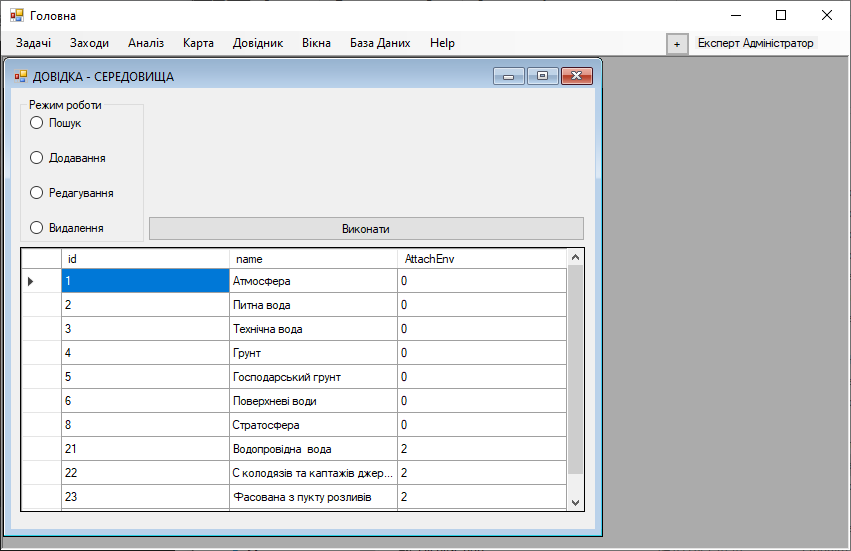 Головна
Задачі Заходи Аналіз Карта Довідник Вікна База Даних Help + Експерт Адміністратор
ДОВІДКА - СЕРЕДОВИЩА
Режим роботи
Пошук
Додавання
Редагування
Видалення
Виконати
id name AttachEnv
1 Атмосфера 0
2 Питна вода 0
3 Технічна вода 0
4 Грунт 0
5 Господарський грунт 0
6 Поверхневі води 0
8 Стратосфера 0
21 Водопровідна вода 2
22 С колодязів та каптажів джер... 2
23 Фасована з пукту розливів 2